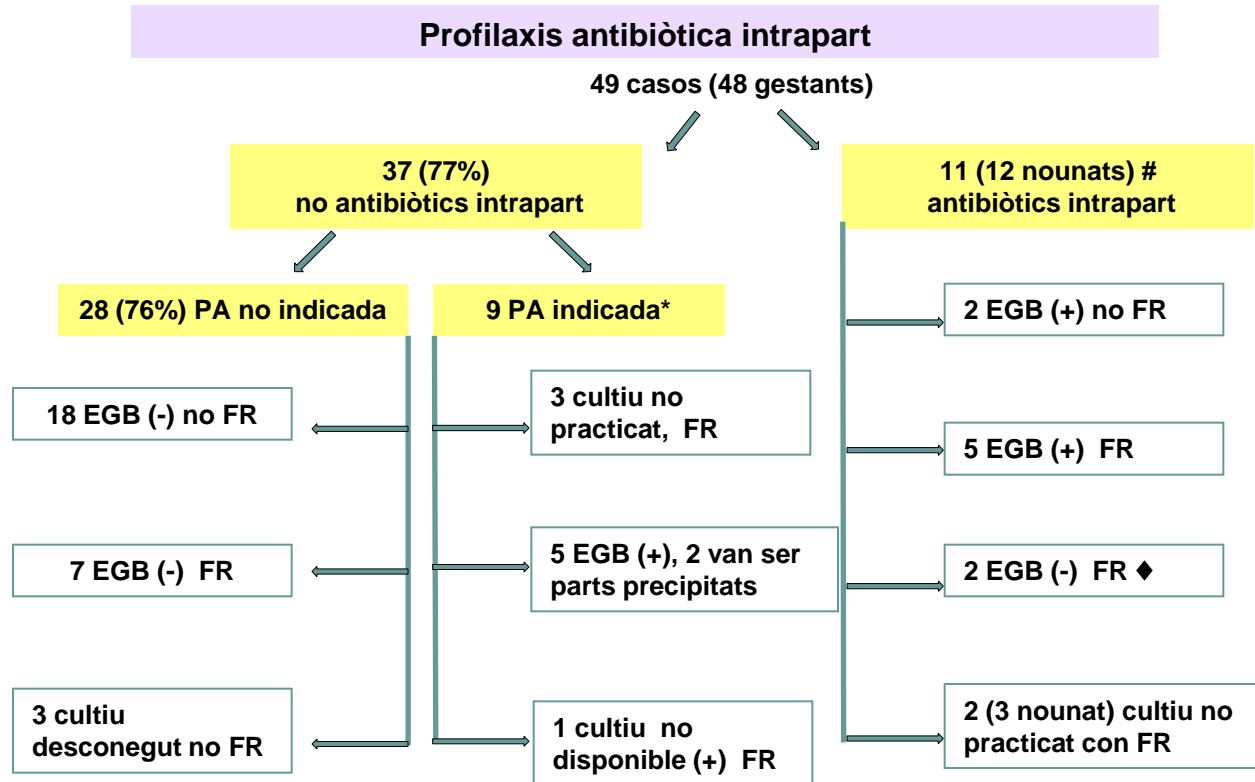 Profilaxis antibiòtica intrapart
49 casos (48 gestants)
37 (77%)
no antibiòtics intrapart
11 (12 nounats) #
antibiòtics intrapart
28 (76%) PA no indicada
9 PA indicada*
18 EGB (-) no FR
7 EGB (-)  FR
3 cultiu
desconegut no FR
3 cultiu no
practicat,  FR
5 EGB (+), 2 van ser
parts precipitats
1 cultiu  no
disponible (+)  FR
2 EGB (+) no FR
5 EGB (+)  FR
2 EGB (-)  FR ♦
2 (3 nounat) cultiu no
practicat con FR